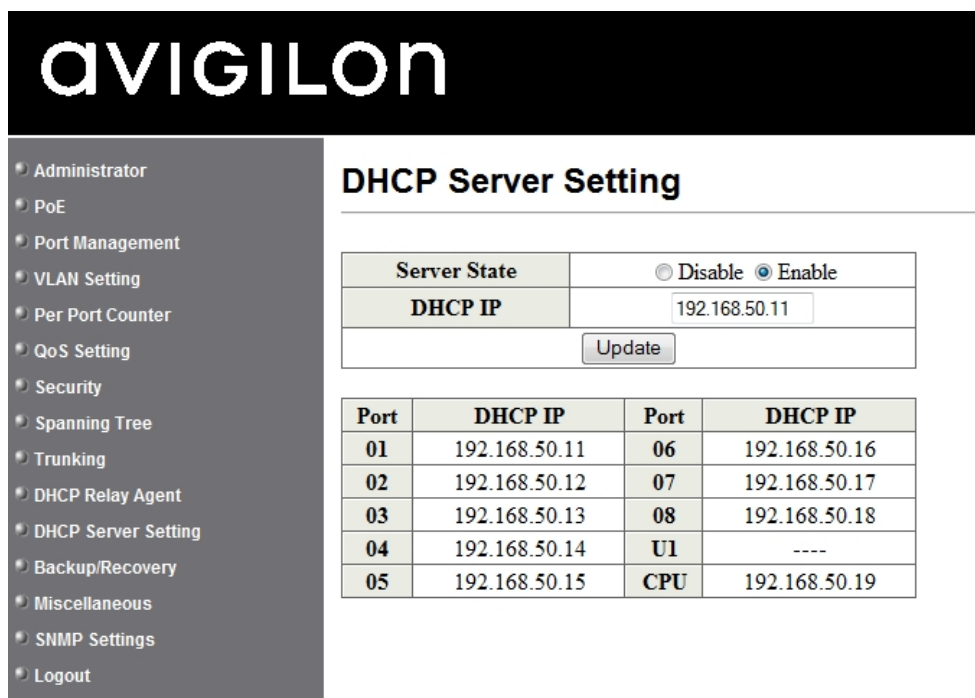 aVIGILOn
Administrator
PoE
Port Management
VLAN Setting
Per Port Counter
QoS Setting
Security
Spanning Tree
Trunking
DHCP Relay Agent
DHCP Server Setting
Backup/Recovery
Miscellaneous
SNMP Settings
Logout
DHCP Server Setting
Server State Disable Enable
DHCP IP 192.168.50.11
Update
Port DHCP IP Port DHCP IP
01 192.168.50.11 06 192.168.50.16
02 192.168.50.12 07 192.168.50.17
03 192.168.50.13 08 192.168.50.18
04 192.168.50.14 U1 ----
05 192.168.50.15 CPU 192.168.50.19